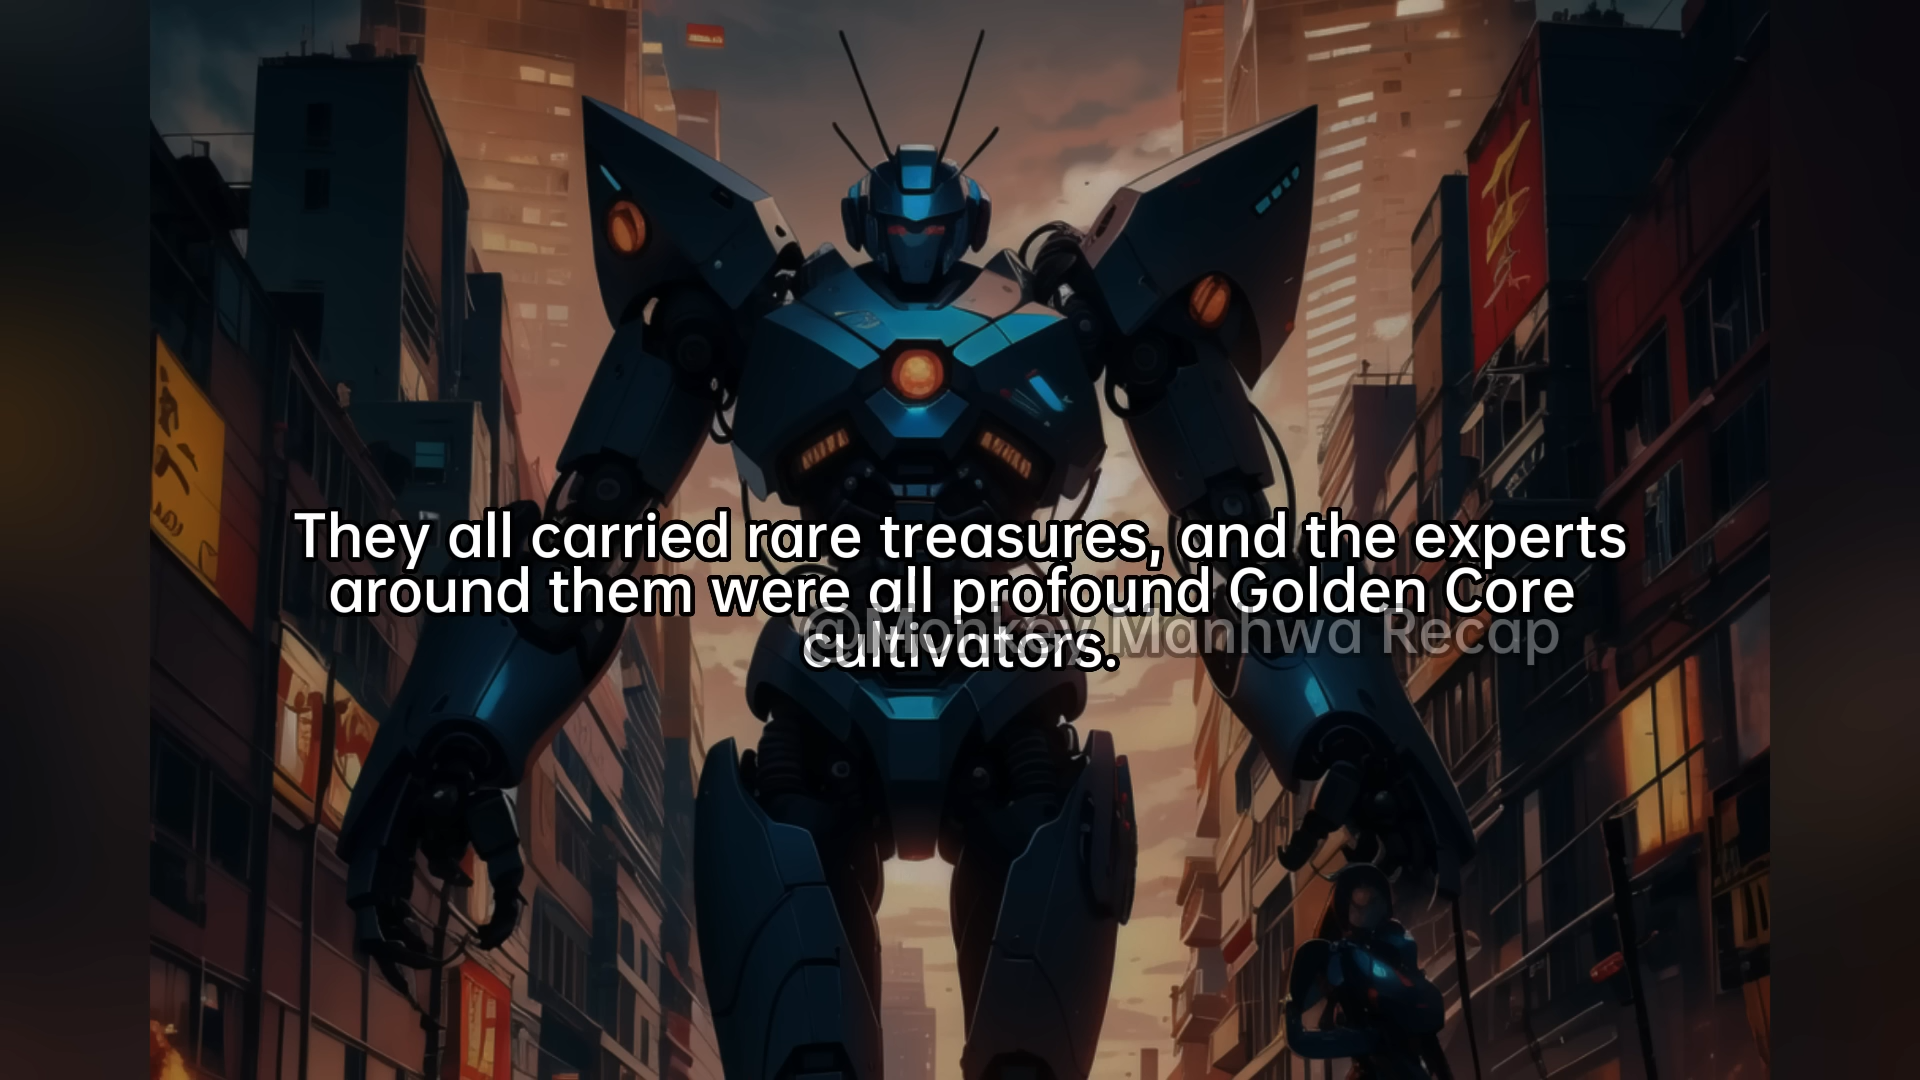 They all carried rare treasures, and the experts
around them were all profound Golden Core
cultivators.
@Monkey Manhwa Recap